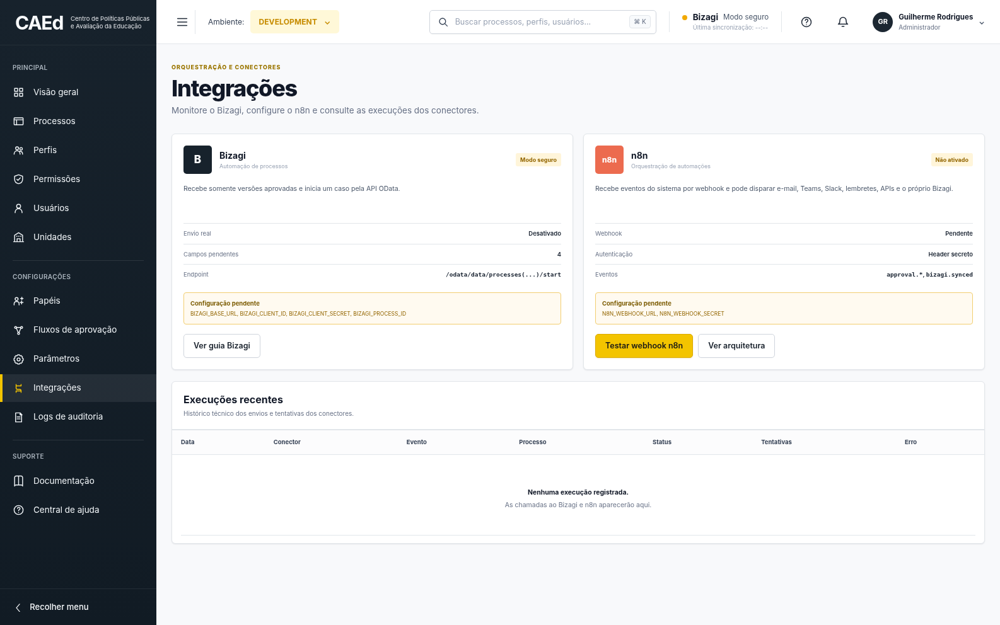 CAEd
Centro de Políticas Públicas
e Avaliação da Educação
PRINCIPAL
Visão geral
Processos
Perfis
Permissões
Usuários
Unidades
CONFIGURAÇÕES
Papéis
Fluxos de aprovação
Parâmetros
Integrações
Logs de auditoria
SUPORTE
Documentação
Central de ajuda
Recolher menu
Ambiente: DEVELOPMENT
Buscar processos, perfis, usuários... ⌘ K
Bizagi Modo seguro
Última sincronização: --:--
GR
Guilherme Rodrigues
Administrador
ORQUESTRAÇÃO E CONECTORES
Integrações
Monitore o Bizagi, configure o n8n e consulte as execuções dos conectores.
B
Bizagi
Automação de processos
Modo seguro
Recebe somente versões aprovadas e inicia um caso pela API OData.
Envio real Desativado
Campos pendentes 4
Endpoint /odata/data/processes(...)/start
Configuração pendente
BIZAGI_BASE_URL, BIZAGI_CLIENT_ID, BIZAGI_CLIENT_SECRET, BIZAGI_PROCESS_ID
Ver guia Bizagi
n8n
n8n
Orquestração de automações
Não ativado
Recebe eventos do sistema por webhook e pode disparar e-mail, Teams, Slack, lembretes, APIs e o próprio Bizagi.
Webhook Pendente
Autenticação Header secreto
Eventos approval.*, bizagi.synced
Configuração pendente
N8N_WEBHOOK_URL, N8N_WEBHOOK_SECRET
Testar webhook n8n
Ver arquitetura
Execuções recentes
Histórico técnico dos envios e tentativas dos conectores.
Data Conector Evento Processo Status Tentativas Erro
Nenhuma execução registrada.
As chamadas ao Bizagi e n8n aparecerão aqui.